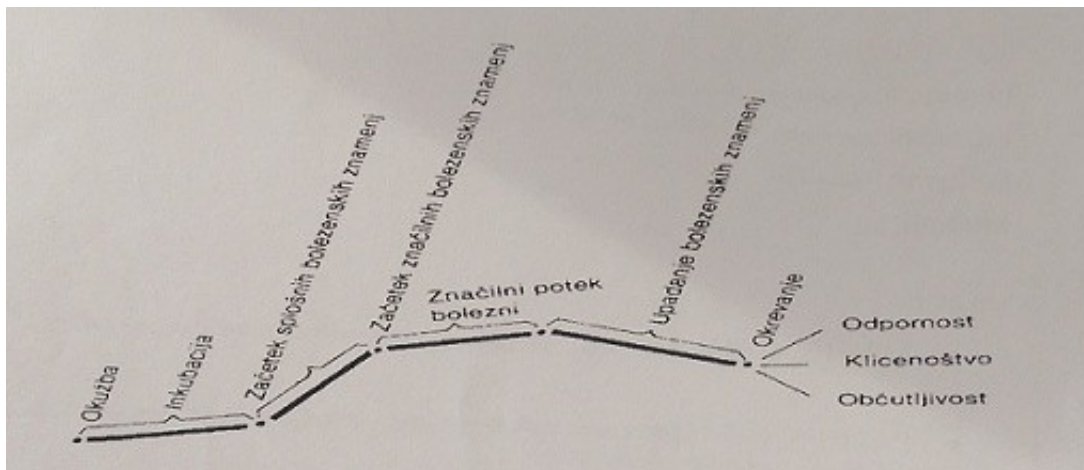 Okužba
Inkubacija
Začetek splošnih bolezenskih znamenj
Začetek značilnih bolezenskih znamenj
Značilni potek
bolezni
Upadanje bolezenskih znamenj
Okrevanje
Odpornost
Klicenoštvo
Občutljivost